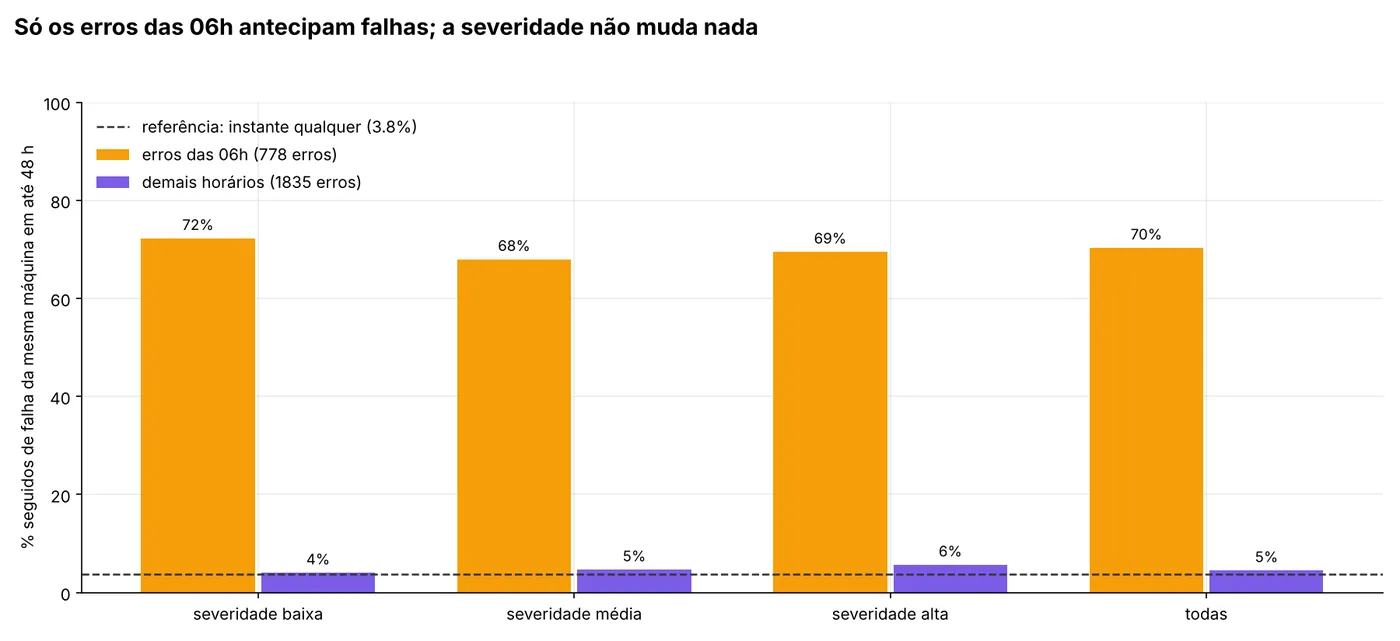 Só os erros das 06h antecipam falhas; a severidade não muda nada
% seguidos de falha da mesma máquina em até 48 h
100
80
60
40
20
0
referência: instante qualquer (3.8%)
erros das 06h (778 erros)
demais horários (1835 erros)
72%
4%
68%
5%
69%
6%
70%
5%
severidade baixa
severidade média
severidade alta
todas